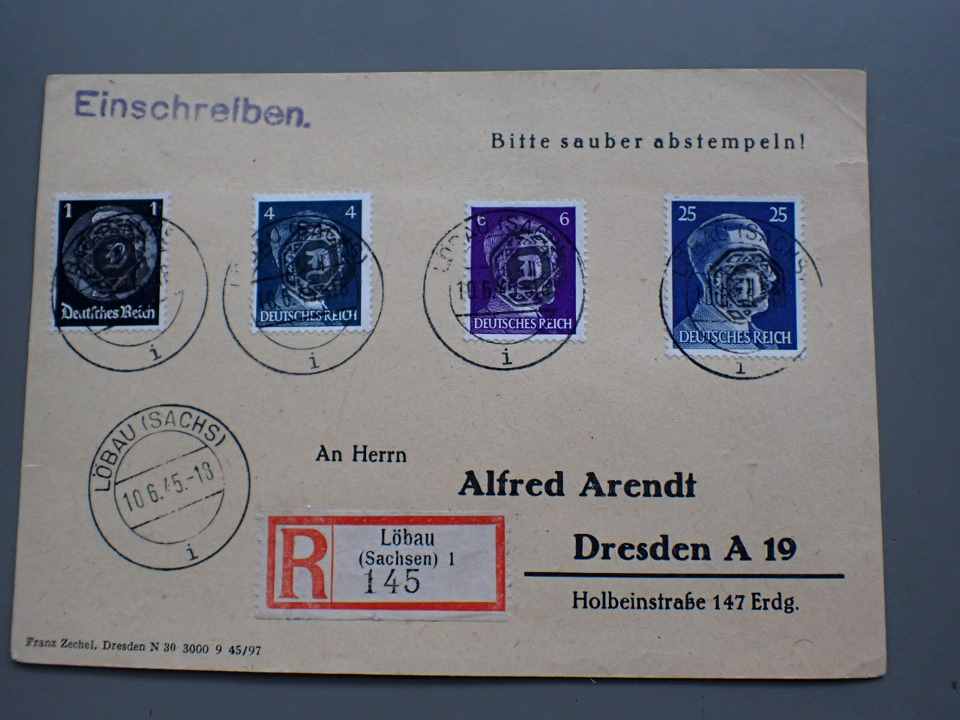 Einschreiben.
Bitte sauber abstempeln!
1 1
Deutsches Reich
4 4
DEUTSCHES REICH
6 6
DEUTSCHES REICH
25 25
DEUTSCHES REICH
i
i
i
i
LÖBAU (SACHS)
10.6.45.-18
i
An Herrn
Alfred Arendt
Dresden A 19
Holbeinstraße 147 Erdg.
R
Löbau
(Sachsen) 1
145
Franz Zechel, Dresden N 30 3000 9 45/97